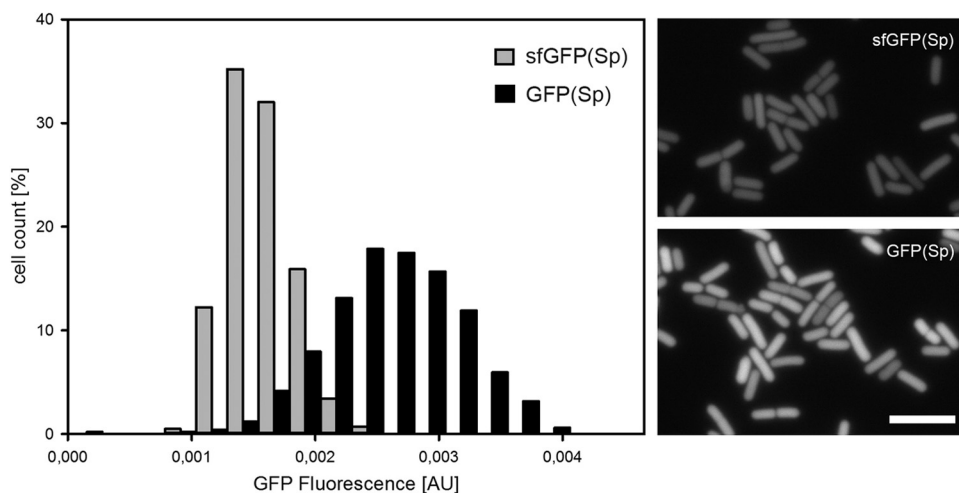 40
30
20
10
0
cell count [%]
sfGFP(Sp)
GFP(Sp)
0,000
0,001
0,002
0,003
0,004
GFP Fluorescence [AU]
sfGFP(Sp)
GFP(Sp)